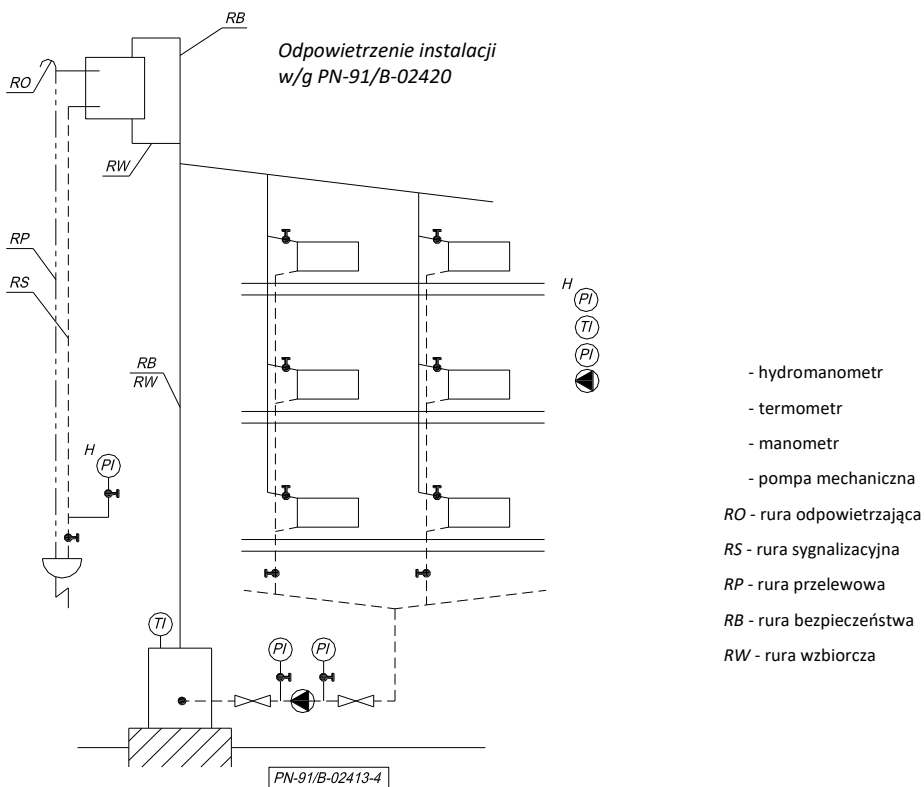 RB
Odpowietrzenie instalacji
w/g PN-91/B-02420
RO
RW
RP
RS
H
PI
TI
PI
RB
RW
H
PI
- hydromanometr
- termometr
- manometr
- pompa mechaniczna
RO - rura odpowietrzająca
RS - rura sygnalizacyjna
RP - rura przelewowa
RB - rura bezpieczeństwa
RW - rura wzbiorcza
TI
PI
PI
PN-91/B-02413-4